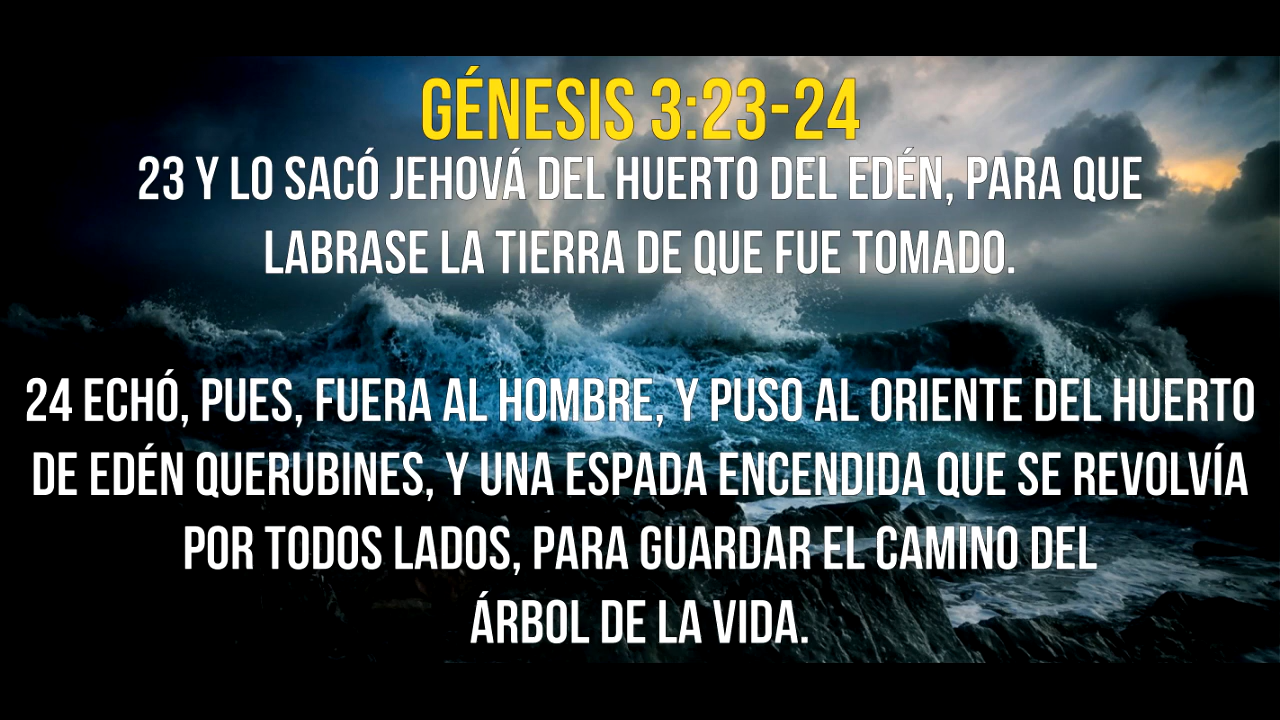 GÉNESIS 3:23-24
23 Y LO SACÓ JEHOVÁ DEL HUERTO DEL EDÉN, PARA QUE
LABRASE LA TIERRA DE QUE FUE TOMADO.
24 ECHÓ, PUES, FUERA AL HOMBRE, Y PUSO AL ORIENTE DEL HUERTO
DE EDÉN QUERUBINES, Y UNA ESPADA ENCENDIDA QUE SE REVOLVÍA
POR TODOS LADOS, PARA GUARDAR EL CAMINO DEL
ÁRBOL DE LA VIDA.